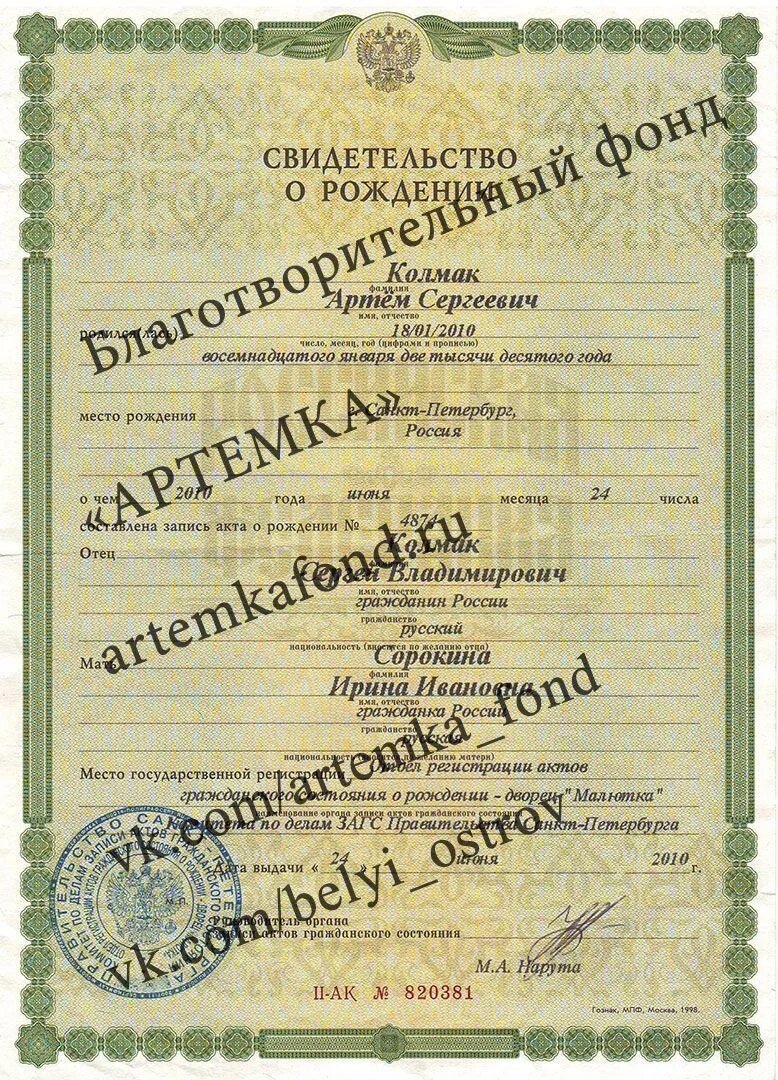 СВИДЕТЕЛЬСТВО
О РОЖДЕНИИ
Благотворительный фонд
«АРТЕМКА»
artemkafond.ru
vk.com/artemka_fond
vk.com/belyi_ostrov
Колмак
фамилия
Артём Сергеевич
имя, отчество
родился(лась) 18/01/2010
число, месяц, год (цифрами и прописью)
восемнадцатого января две тысячи десятого года
место рождения г. Санкт-Петербург,
Россия
о чем 2010 года июня месяца 24 числа
составлена запись акта о рождении № 4874
Отец Колмак
Сергей Владимирович
имя, отчество
гражданин России
гражданство
русский
национальность (вносится по желанию отца)
Мать Сорокина
фамилия
Ирина Ивановна
имя, отчество
гражданка России
гражданство
русская
национальность (вносится по желанию матери)
Место государственной регистрации Отдел регистрации актов
гражданского состояния о рождении - дворец "Малютка"
наименование органа записи актов гражданского состояния
Комитета по делам ЗАГС Правительства Санкт-Петербурга
Дата выдачи « 24 » июня 2010 г.
М.П.
Руководитель органа
записи актов гражданского состояния
М.А. Нарута
II-АК № 820381
Гознак, МПФ, Москва, 1998.